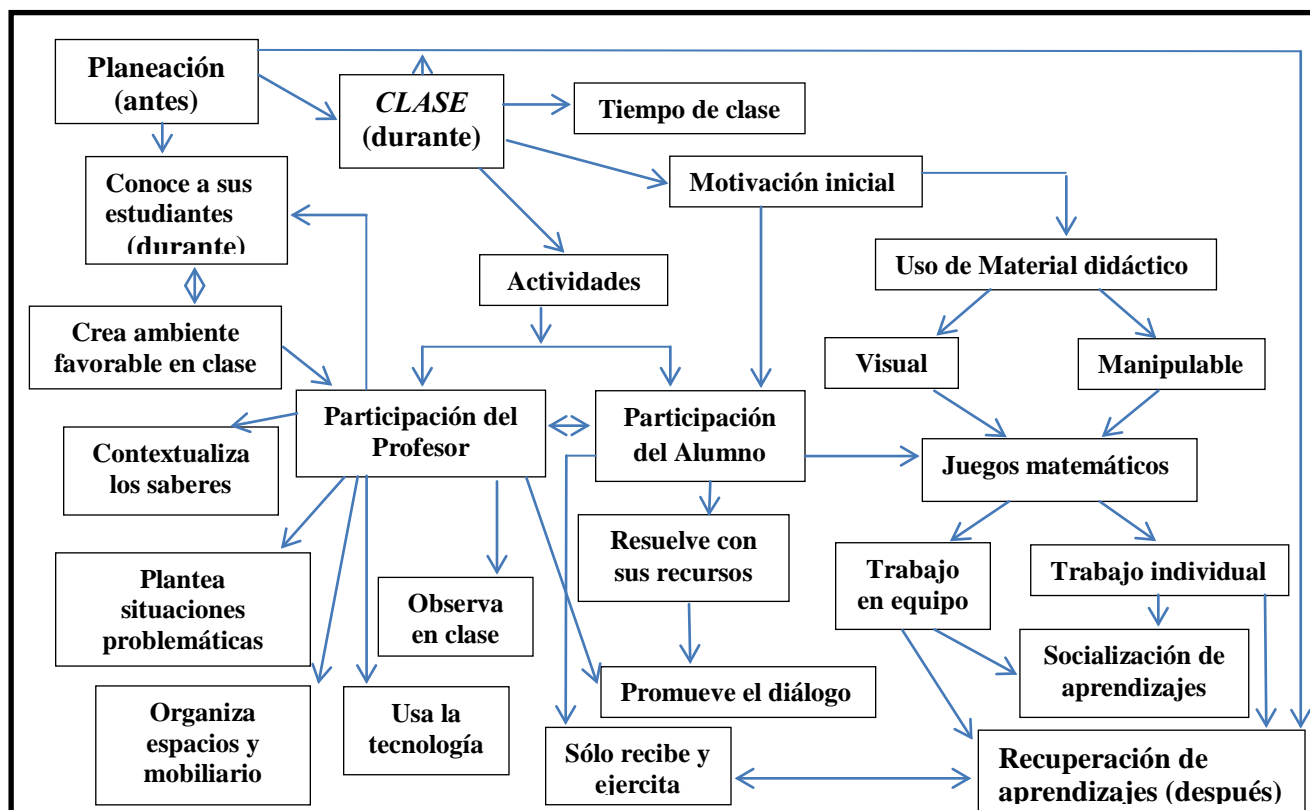 Planeación
(antes)
CLASE
(durante)
Tiempo de clase
Conoce a sus
estudiantes
(durante)
Motivación inicial
Actividades
Uso de Material didáctico
Crea ambiente
favorable en clase
Visual
Manipulable
Participación del
Profesor
Participación
del Alumno
Contextualiza
los saberes
Juegos matemáticos
Resuelve con
sus recursos
Trabajo
en equipo
Trabajo individual
Plantea
situaciones
problemáticas
Observa
en clase
Socialización de
aprendizajes
Promueve el diálogo
Organiza
espacios y
mobiliario
Usa la
tecnología
Sólo recibe y
ejercita
Recuperación de
aprendizajes (después)